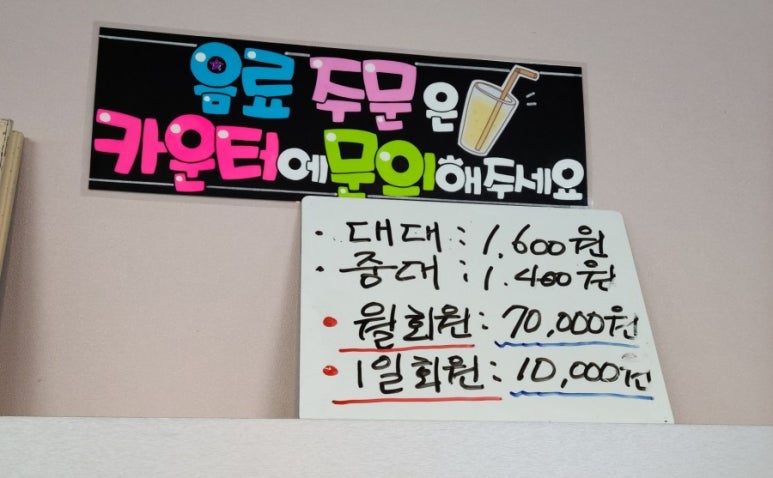 음료 주문은
카운터에 문의해주세요
· 대대 : 1,600원
· 중대 : 1.400원
• 월회원 : 70,000원
• 1일회원 : 10,000원